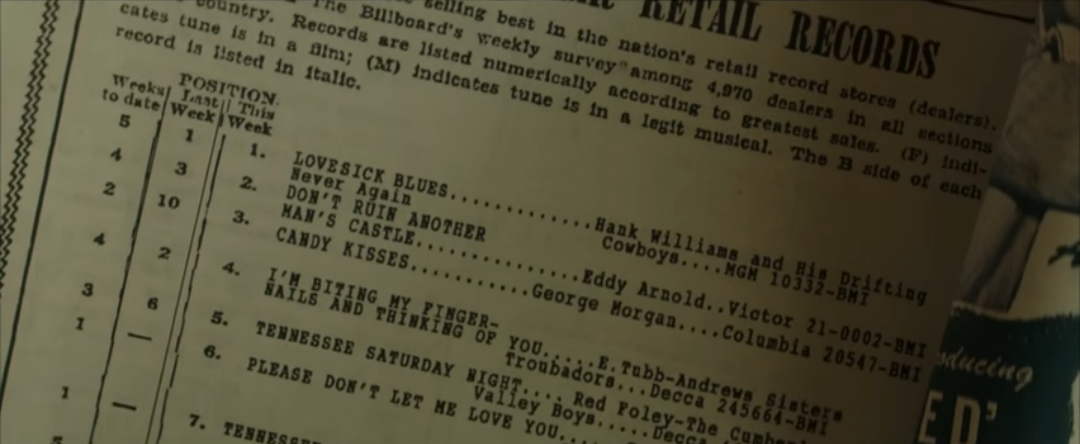 RETAIL RECORDS
selling best in the nation's retail record stores (dealers),
The Billboard's weekly survey among 4,970 dealers in all sections
country. Records are listed numerically according to greatest sales. (F) indi-
cates tune is in a film; (M) indicates tune is in a legit musical. The B side of each
record is listed in italic.
POSITION
Weeks Last This
to date Week Week
5 1 1. LOVESICK BLUES.............Hank Williams and His Drifting
Never Again Cowboys....MGM 10332-BMI
4 3 2. DON'T RUIN ANOTHER
MAN'S CASTLE...............Eddy Arnold..Victor 21-0002-BMI
2 10 3. CANDY KISSES..........George Morgan....Columbia 20547-BMI
4 2 4. I'M BITING MY FINGER-
NAILS AND THINKING OF YOU.....E.Tubb-Andrews Sisters
Troubadors...Decca 245664-BMI
3 6 5. TENNESSEE SATURDAY NIGHT.... Red Foley-The
Valley Boys.....Decca
1 — 6. PLEASE DON'T LET ME LOVE YOU....
1 — 7.
ED'